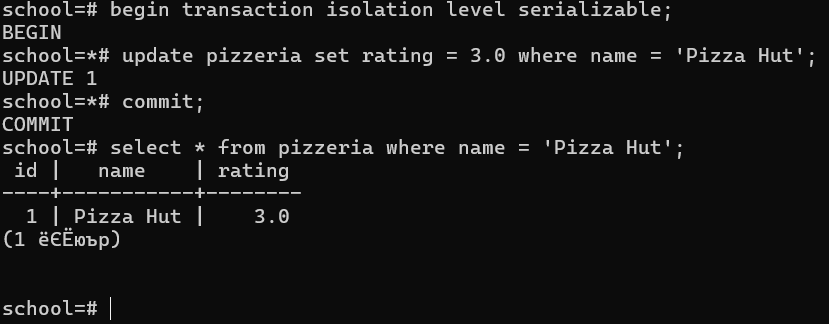 school=# begin transaction isolation level serializable;
BEGIN
school=*# update pizzeria set rating = 3.0 where name = 'Pizza Hut';
UPDATE 1
school=*# commit;
COMMIT
school=# select * from pizzeria where name = 'Pizza Hut';
 id |   name    | rating
----+-----------+--------
  1 | Pizza Hut |    3.0
(1 ёЄЁюър)
school=#